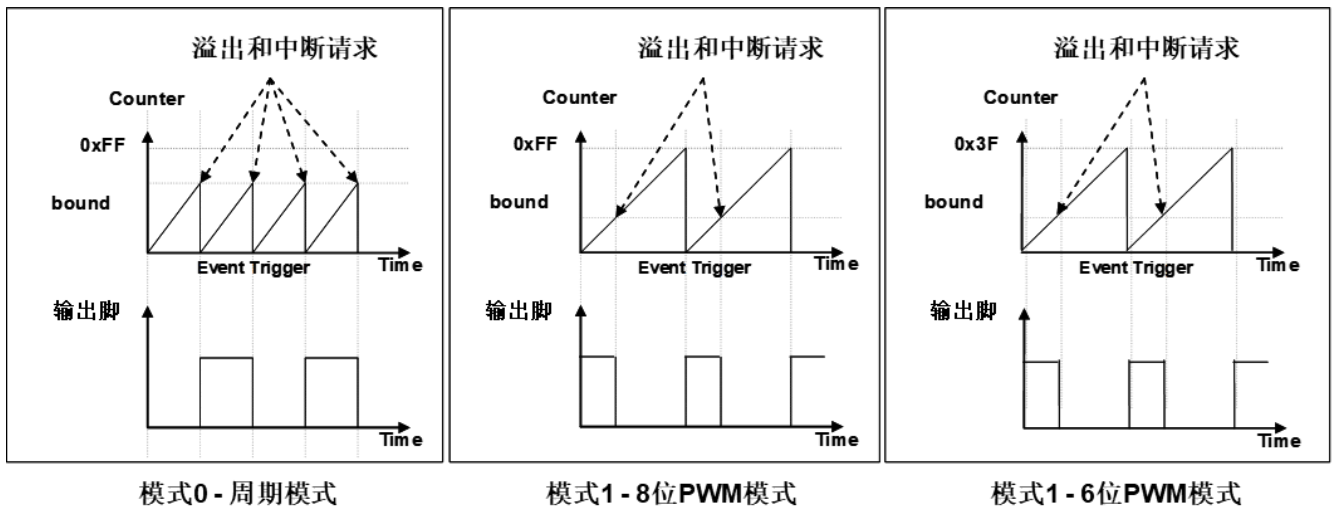 溢出和中断请求
Counter
0xFF
bound
Event Trigger
Time
输出脚
Time
模式0 - 周期模式
溢出和中断请求
Counter
0xFF
bound
Event Trigger
Time
输出脚
Time
模式1 - 8位PWM模式
溢出和中断请求
Counter
0x3F
bound
Event Trigger
Time
输出脚
Time
模式1 - 6位PWM模式